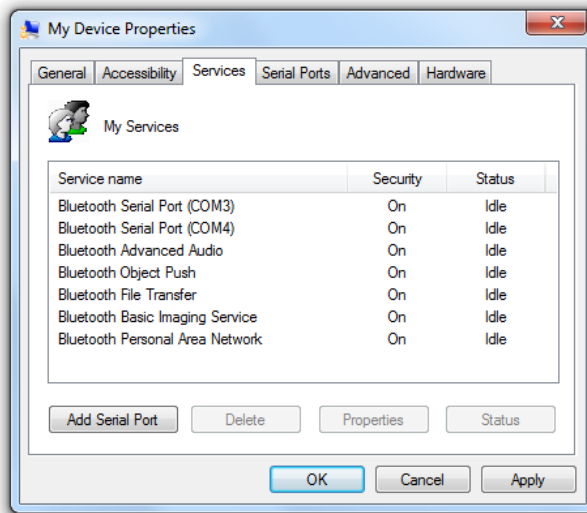 My Device Properties
General Accessibility Services Serial Ports Advanced Hardware
My Services
Service name Security Status
Bluetooth Serial Port (COM3) On Idle
Bluetooth Serial Port (COM4) On Idle
Bluetooth Advanced Audio On Idle
Bluetooth Object Push On Idle
Bluetooth File Transfer On Idle
Bluetooth Basic Imaging Service On Idle
Bluetooth Personal Area Network On Idle
Add Serial Port Delete Properties Status
OK Cancel Apply